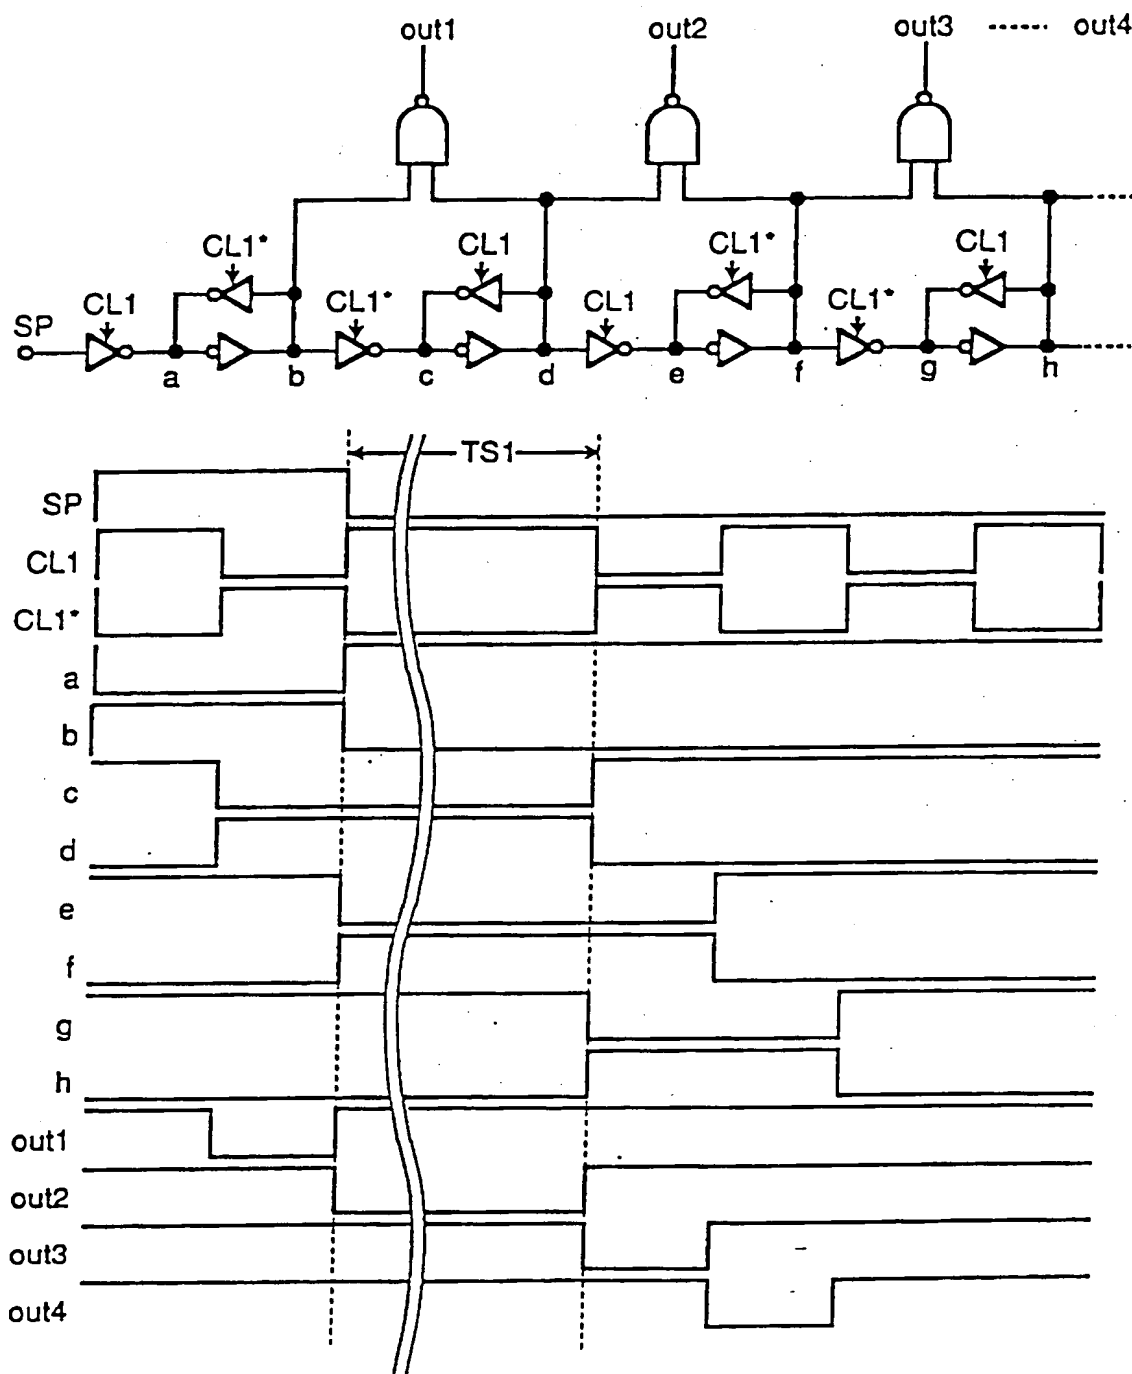 out1 out2 out3 out4
CL1* CL1 CL1* CL1
SP CL1 CL1* CL1 CL1*
a b c d e f g h
TS1
SP
CL1
CL1*
a
b
c
d
e
f
g
h
out1
out2
out3
out4